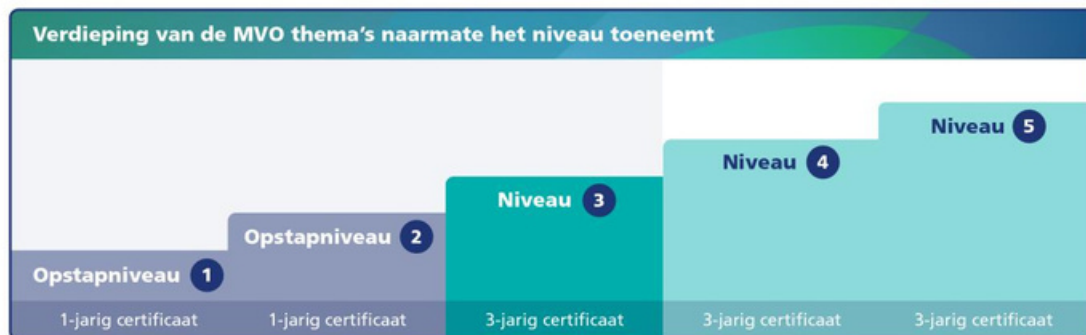 Verdieping van de MVO thema's naarmate het niveau toeneemt
Niveau 5
Niveau 4
Niveau 3
Opstapniveau 2
Opstapniveau 1
1-jarig certificaat
1-jarig certificaat
3-jarig certificaat
3-jarig certificaat
3-jarig certificaat